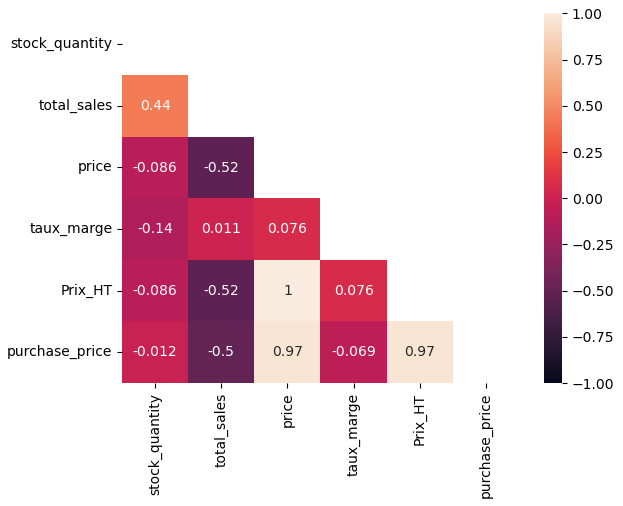 stock_quantity
total_sales 0.44
price -0.086 -0.52
taux_marge -0.14 0.011 0.076
Prix_HT -0.086 -0.52 1 0.076
purchase_price -0.012 -0.5 0.97 -0.069 0.97
stock_quantity total_sales price taux_marge Prix_HT purchase_price
1.00
0.75
0.50
0.25
0.00
−0.25
−0.50
−0.75
−1.00